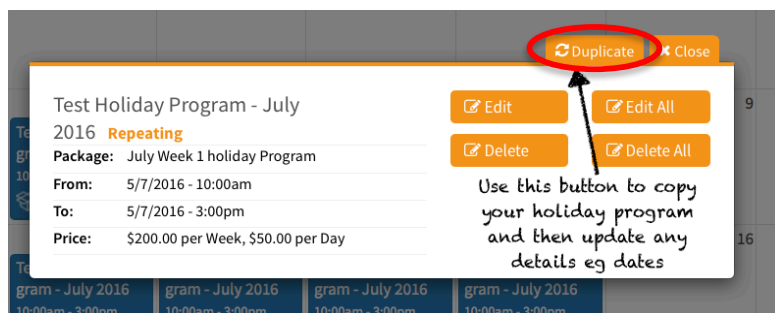 Duplicate
Close
Test Holiday Program - July
2016 Repeating
Edit
Edit All
9
Package: July Week 1 holiday Program
Delete
Delete All
From: 5/7/2016 - 10:00am
To: 5/7/2016 - 3:00pm
Price: $200.00 per Week, $50.00 per Day
Use this button to copy
your holiday program
and then update any
details eg dates
16
Te
gr
10
Te
gram - July 2016
gram - July 2016
gram - July 2016
gram - July 2016
10:00am - 3:00pm
10:00am - 3:00pm
10:00am - 3:00pm
10:00am - 3:00pm